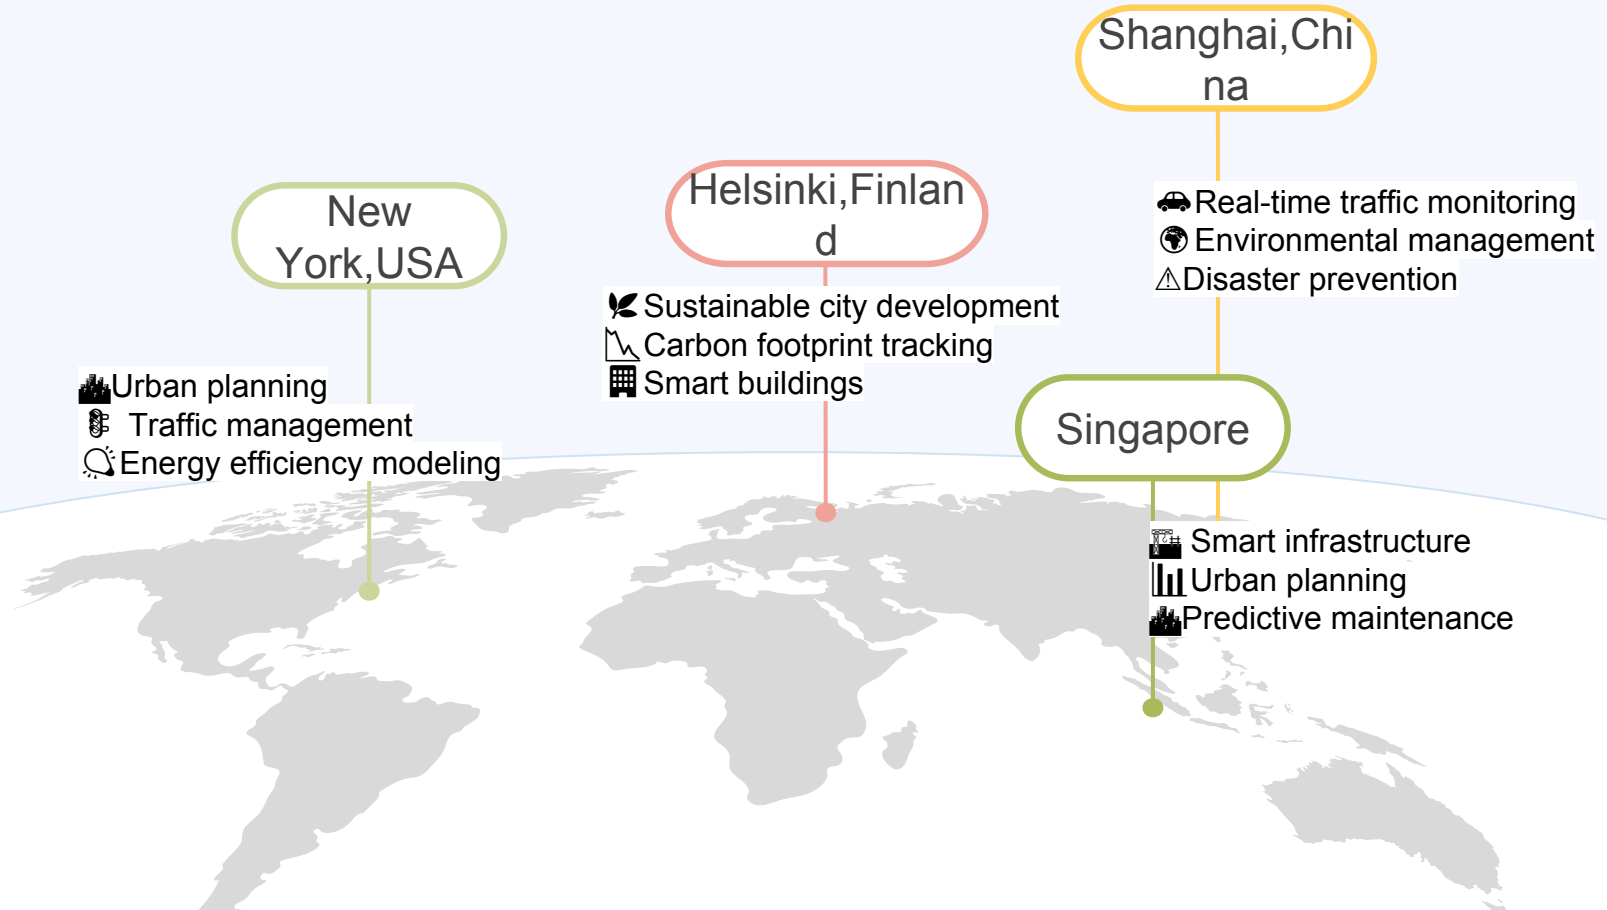 Shanghai,Chi
na
Real-time traffic monitoring
Environmental management
Disaster prevention
Helsinki,Finlan
d
Sustainable city development
Carbon footprint tracking
Smart buildings
New
York,USA
Urban planning
Traffic management
Energy efficiency modeling
Singapore
Smart infrastructure
Urban planning
Predictive maintenance